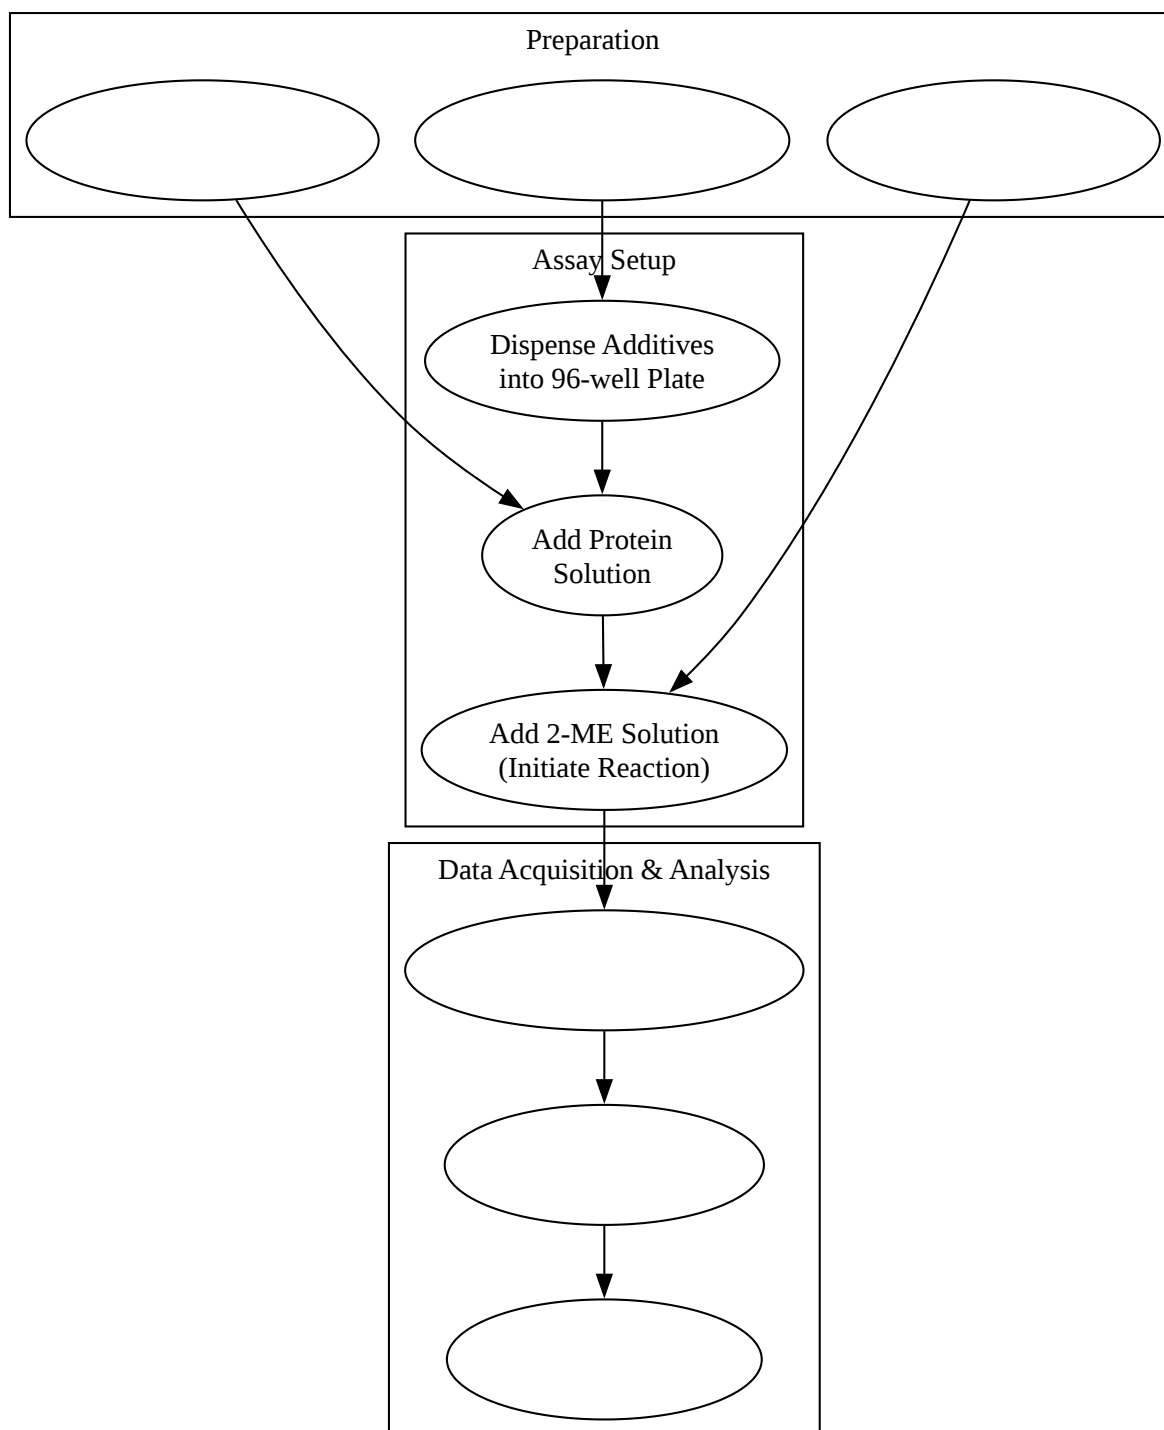 Preparation
Assay Setup
Dispense Additives
into 96-well Plate
Add Protein
Solution
Add 2-ME Solution
(Initiate Reaction)
Data Acquisition & Analysis